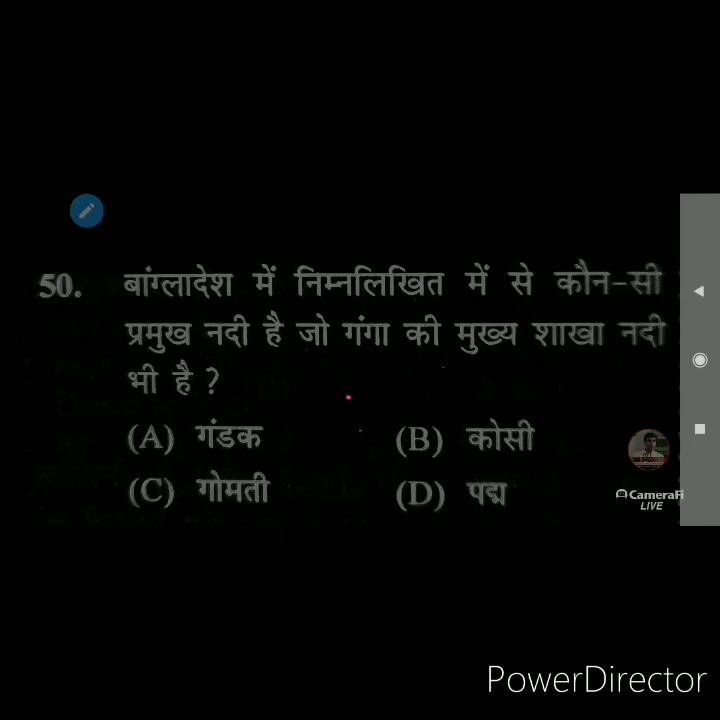 50. बांग्लादेश में निम्नलिखित में से कौन-सी
प्रमुख नदी है जो गंगा की मुख्य शाखा नदी
भी है ?
(A) गंडक (B) कोसी
(C) गोमती (D) पद्म
CameraFi
LIVE
PowerDirector